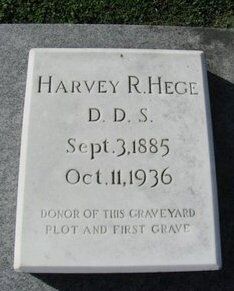 HARVEY R. HEGE
D. D. S.
Sept. 3, 1885
Oct. 11, 1936
DONOR OF THIS GRAVEYARD
PLOT AND FIRST GRAVE